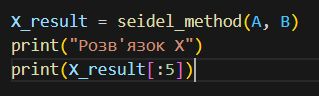 X_result = seidel_method(A, B)
print("Розв'язок X")
print(X_result[:5])